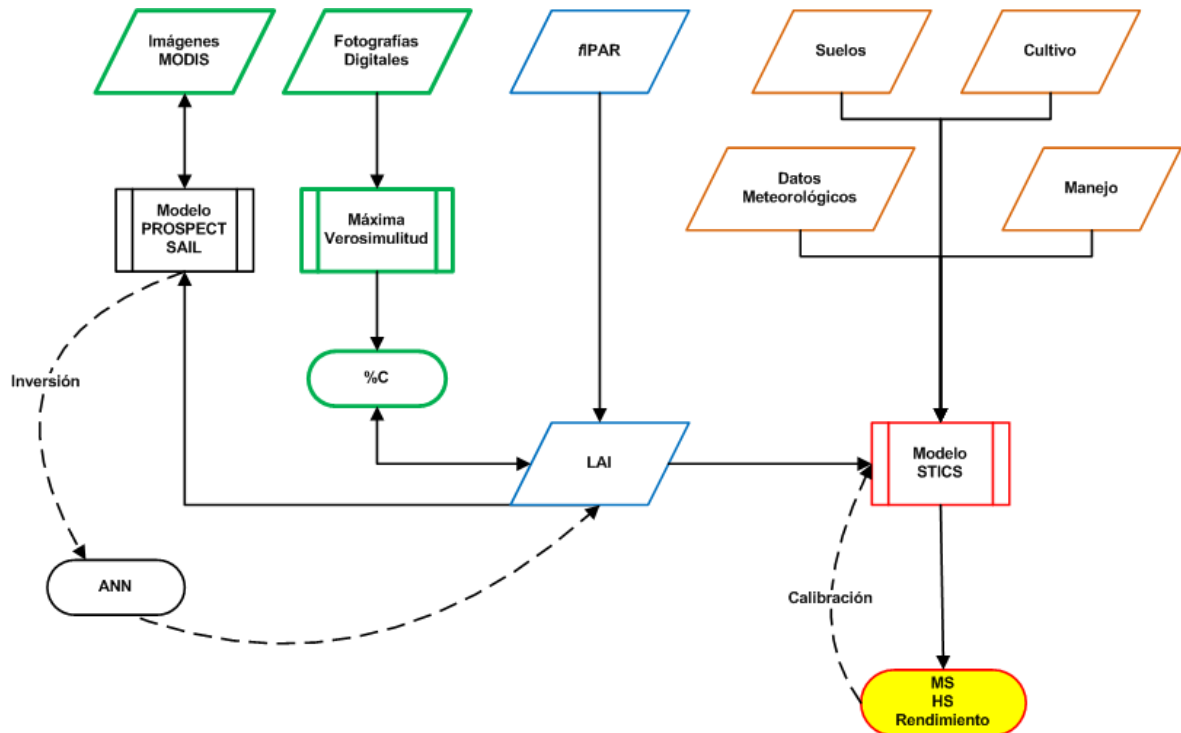 Imágenes
MODIS
Fotografías
Digitales
fIPAR
Suelos
Cultivo
Datos
Meteorológicos
Manejo
Modelo
PROSPECT
SAIL
Máxima
Verosimulitud
Inversión
%C
LAI
Modelo
STICS
ANN
Calibración
MS
HS
Rendimiento